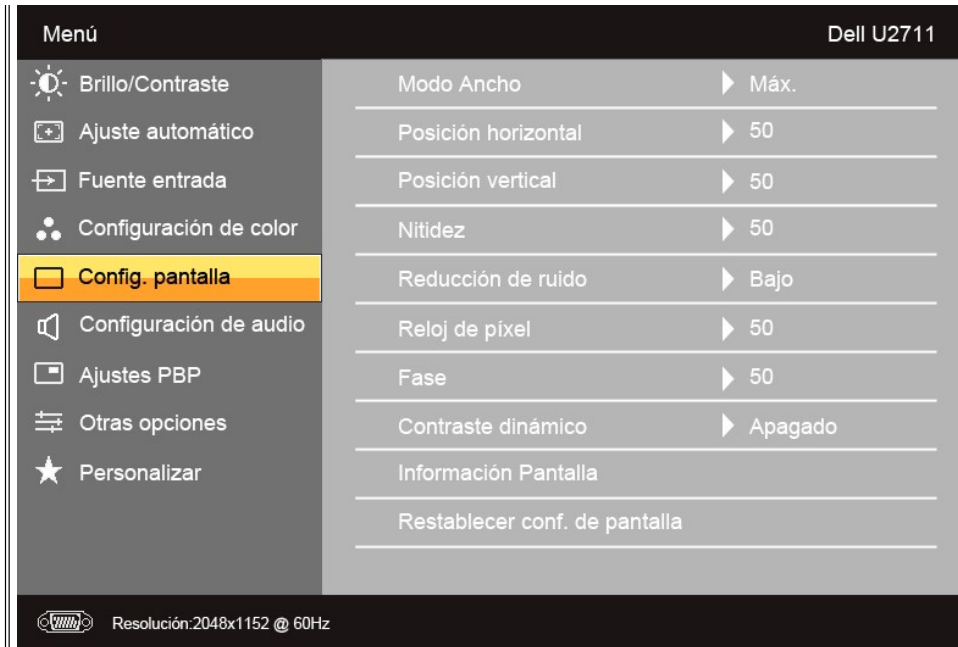 Menú Dell U2711
Brillo/Contraste
Ajuste automático
Fuente entrada
Configuración de color
Config. pantalla
Configuración de audio
Ajustes PBP
Otras opciones
Personalizar
Modo Ancho Máx.
Posición horizontal 50
Posición vertical 50
Nitidez 50
Reducción de ruido Bajo
Reloj de píxel 50
Fase 50
Contraste dinámico Apagado
Información Pantalla
Restablecer conf. de pantalla
Resolución:2048x1152 @ 60Hz